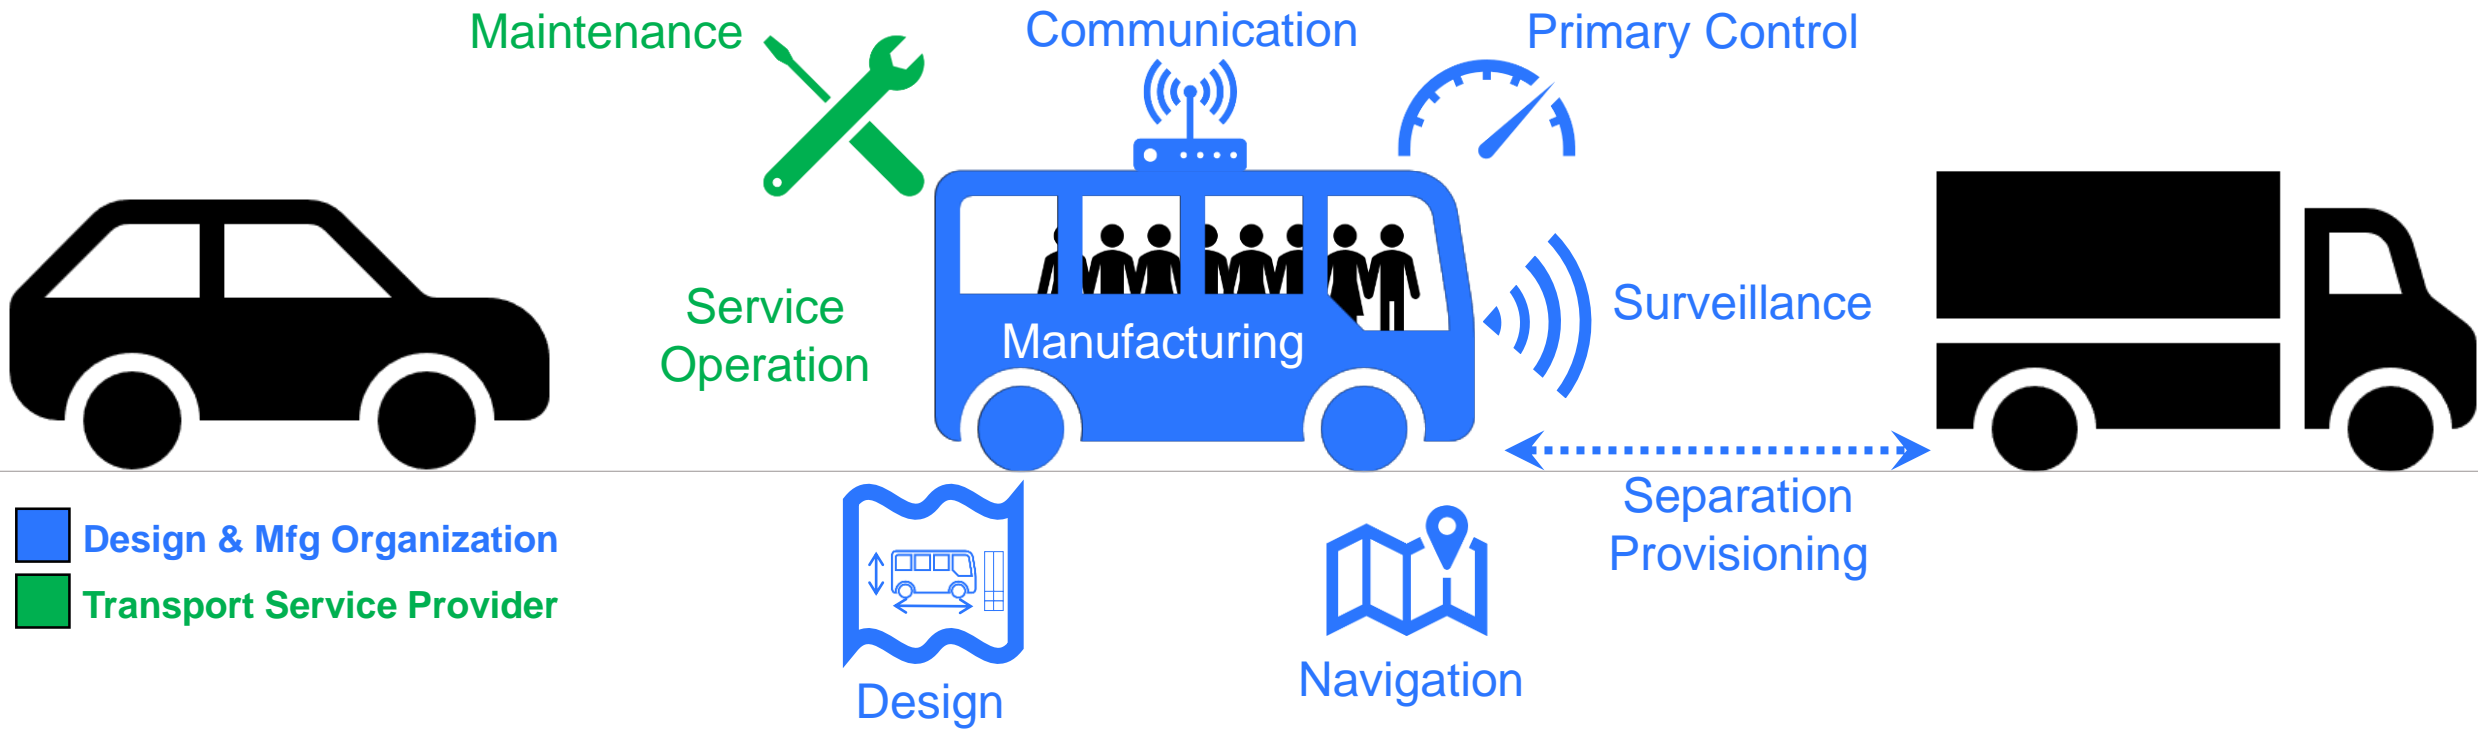 Maintenance
Communication
Primary Control
Service
Operation
Manufacturing
Surveillance
Separation
Provisioning
Design & Mfg Organization
Transport Service Provider
Design
Navigation